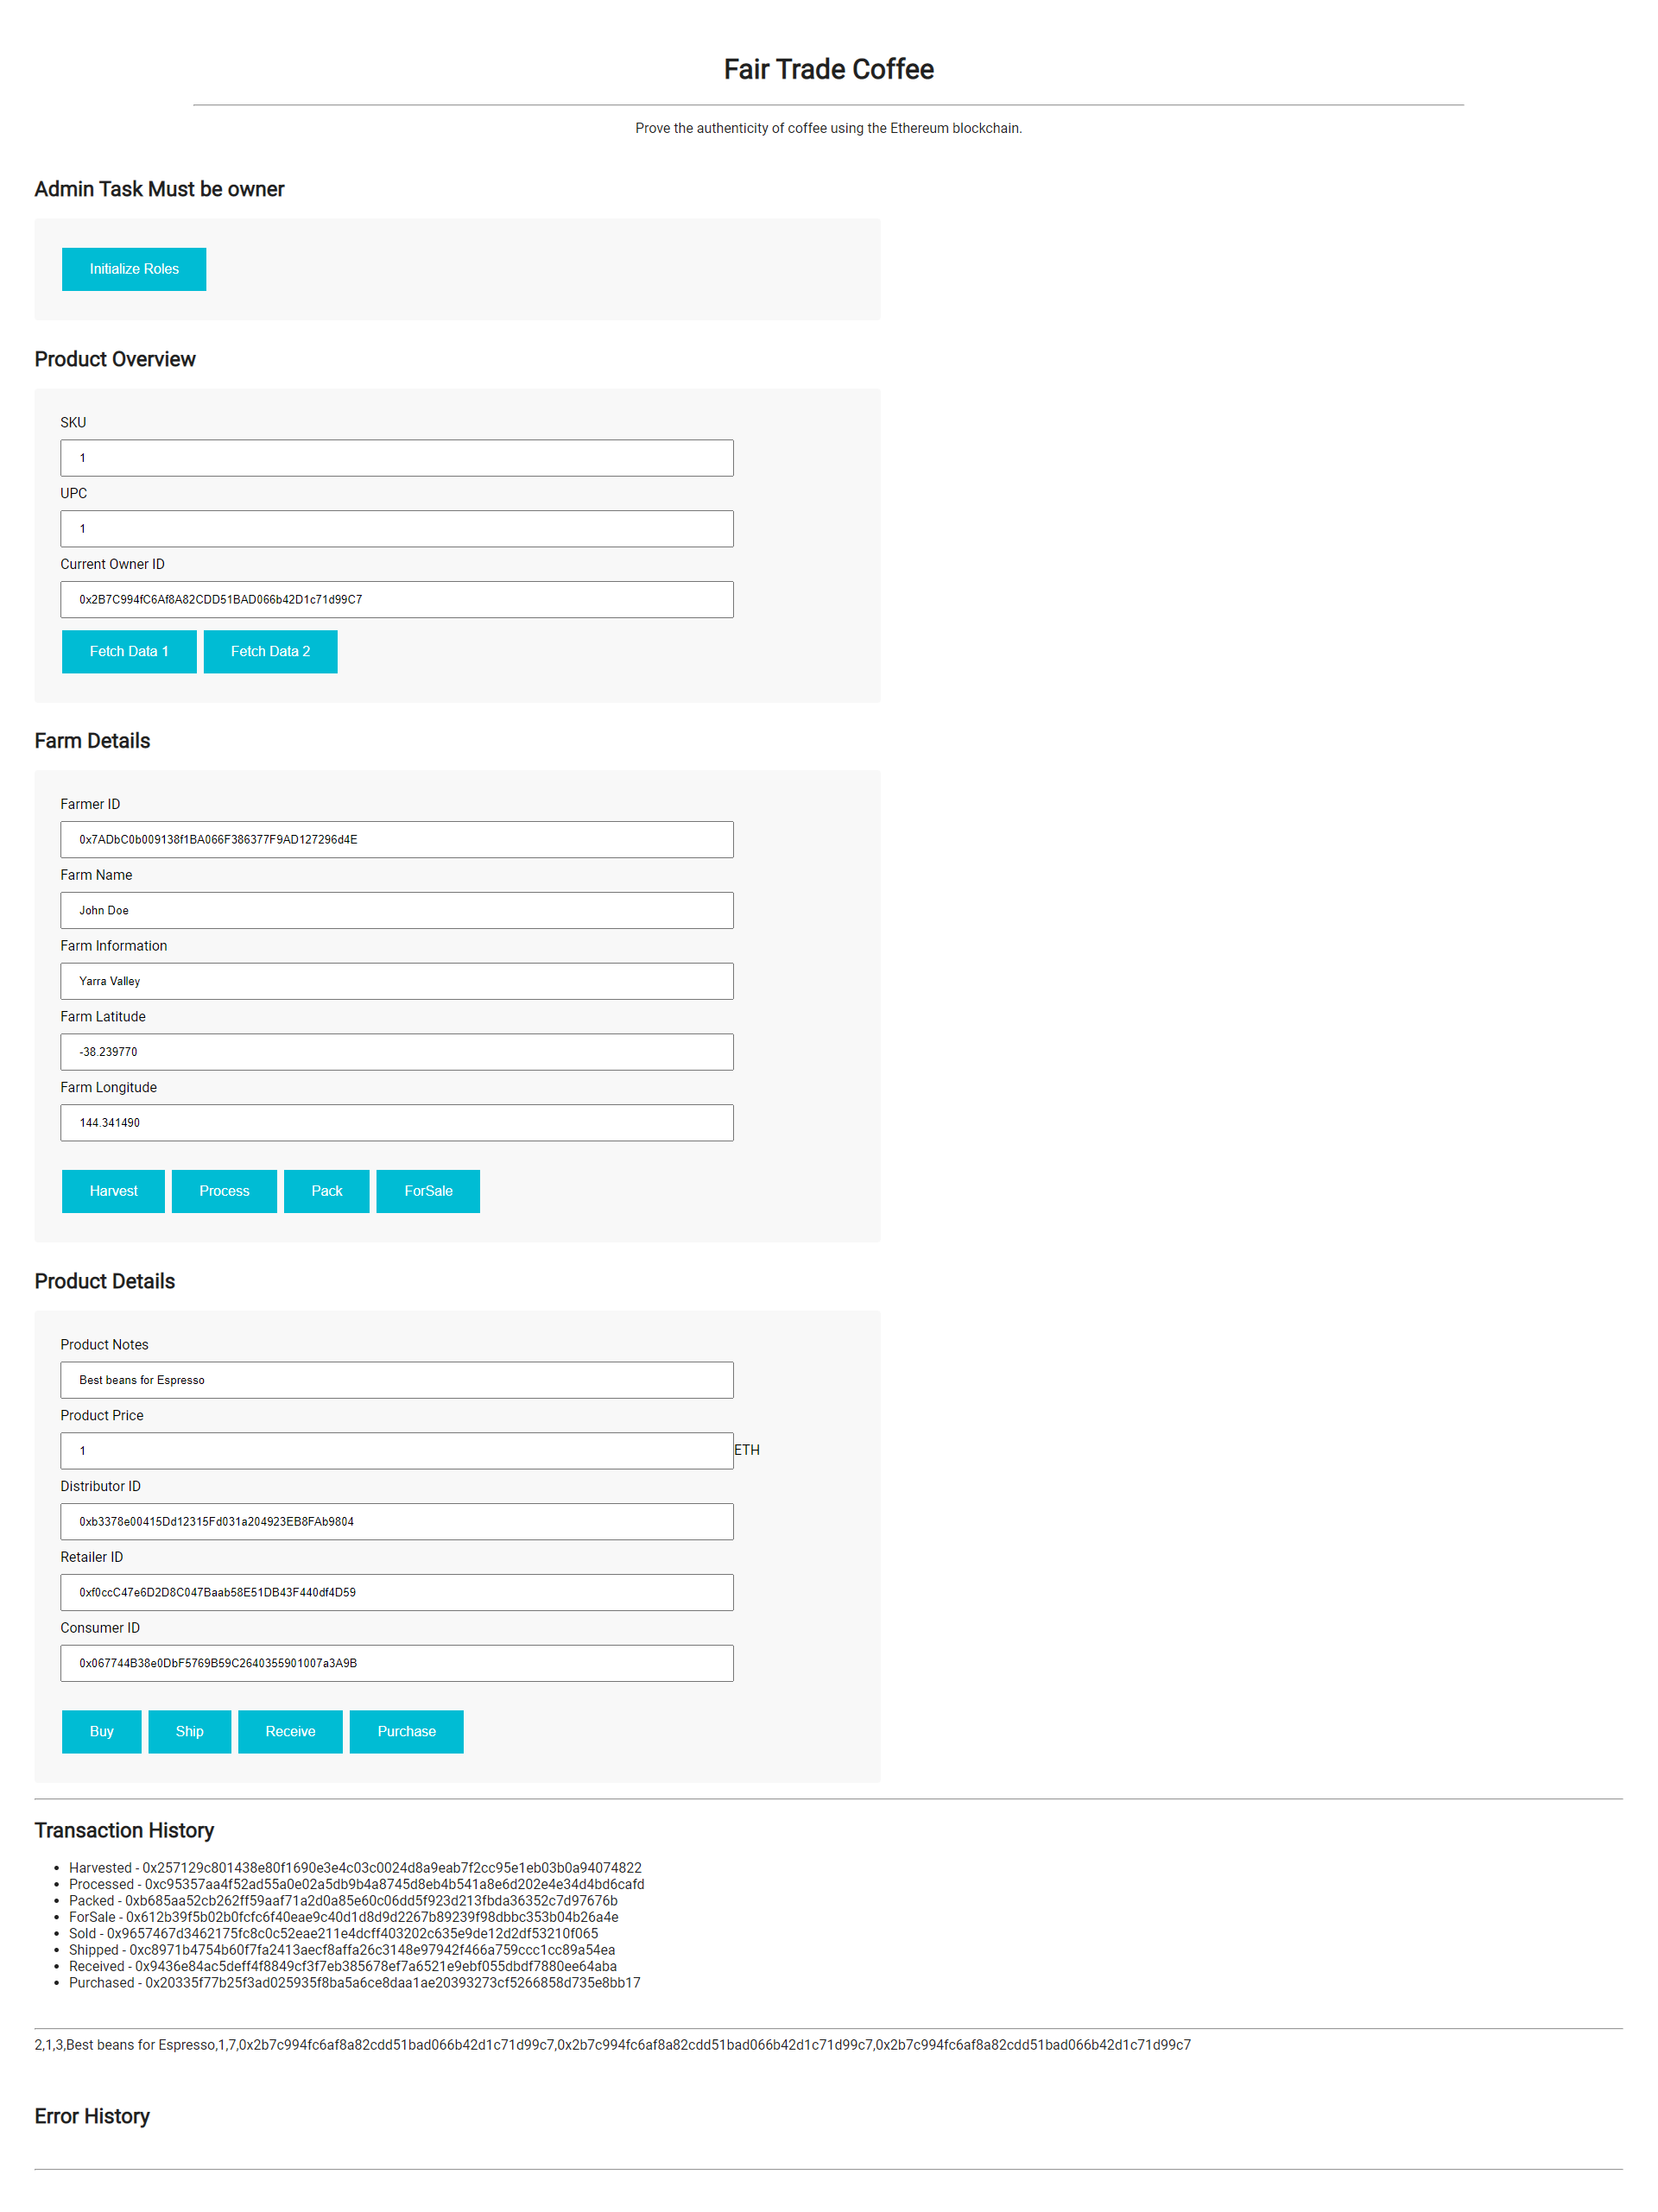 Fair Trade Coffee
Prove the authenticity of coffee using the Ethereum blockchain.
Admin Task Must be owner
Initialize Roles
Product Overview
SKU
1
UPC
1
Current Owner ID
0x2B7C994fC6Af8A82CDD51BAD066b42D1c71d99C7
Fetch Data 1 Fetch Data 2
Farm Details
Farmer ID
0x7ADbC0b009138f1BA066F386377F9AD127296d4E
Farm Name
John Doe
Farm Information
Yarra Valley
Farm Latitude
-38.239770
Farm Longitude
144.341490
Harvest Process Pack ForSale
Product Details
Product Notes
Best beans for Espresso
Product Price
1 ETH
Distributor ID
0xb3378e00415Dd12315Fd031a204923EB8FAb9804
Retailer ID
0xf0ccC47e6D2D8C047Baab58E51DB43F440df4D59
Consumer ID
0x067744B38e0DbF5769B59C2640355901007a3A9B
Buy Ship Receive Purchase
Transaction History
• Harvested - 0x257129c801438e80f1690e3e4c03c0024d8a9eab7f2cc95e1eb03b0a94074822
• Processed - 0xc95357aa4f52ad55a0e02a5db9b4a8745d8eb4b541a8e6d202e4e34d4bd6cafd
• Packed - 0xb685aa52cb262ff59aaf71a2d0a85e60c06dd5f923d213fbda36352c7d97676b
• ForSale - 0x612b39f5b02b0fcfc6f40eae9c40d1d8d9d2267b89239f98dbbc353b04b26a4e
• Sold - 0x9657467d3462175fc8c0c52eae211e4dcff403202c635e9de12d2df53210f065
• Shipped - 0xc8971b4754b60f7fa2413aecf8affa26c3148e97942f466a759ccc1cc89a54ea
• Received - 0x9436e84ac5deff4f8849cf3f7eb385678ef7a6521e9ebf055dbdf7880ee64aba
• Purchased - 0x20335f77b25f3ad025935f8ba5a6ce8daa1ae20393273cf5266858d735e8bb17
2,1,3,Best beans for Espresso,1,7,0x2b7c994fc6af8a82cdd51bad066b42d1c71d99c7,0x2b7c994fc6af8a82cdd51bad066b42d1c71d99c7,0x2b7c994fc6af8a82cdd51bad066b42d1c71d99c7
Error History